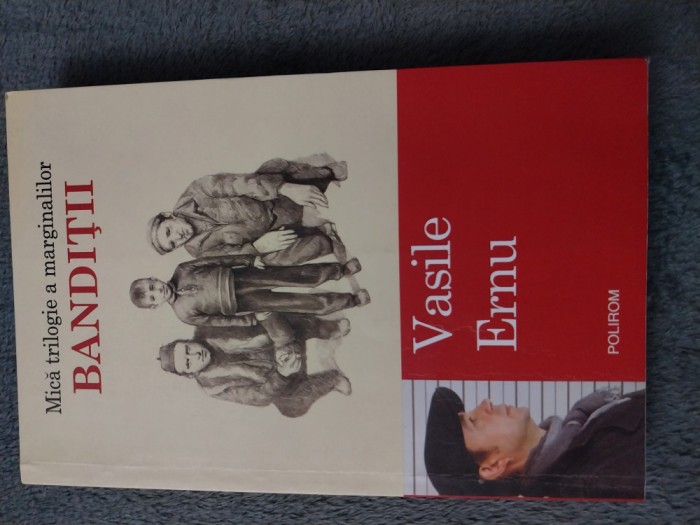 Mică trilogie a marginalilor
BANDIȚII
Vasile
Ernu
POLIROM